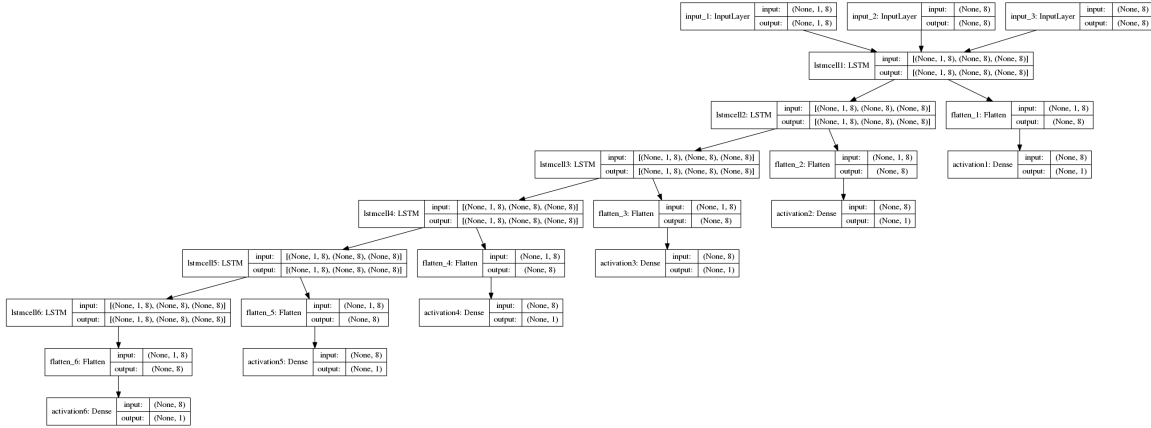 input_1: InputLayer input: (None, 1, 8)
output: (None, 1, 8)
input_2: InputLayer input: (None, 8)
output: (None, 8)
input_3: InputLayer input: (None, 8)
output: (None, 8)
lstmcell1: LSTM input: [(None, 1, 8), (None, 8), (None, 8)]
output: [(None, 1, 8), (None, 8), (None, 8)]
lstmcell2: LSTM input: [(None, 1, 8), (None, 8), (None, 8)]
output: [(None, 1, 8), (None, 8), (None, 8)]
flatten_1: Flatten input: (None, 1, 8)
output: (None, 8)
lstmcell3: LSTM input: [(None, 1, 8), (None, 8), (None, 8)]
output: [(None, 1, 8), (None, 8), (None, 8)]
flatten_2: Flatten input: (None, 1, 8)
output: (None, 8)
activation1: Dense input: (None, 8)
output: (None, 1)
lstmcell4: LSTM input: [(None, 1, 8), (None, 8), (None, 8)]
output: [(None, 1, 8), (None, 8), (None, 8)]
flatten_3: Flatten input: (None, 1, 8)
output: (None, 8)
activation2: Dense input: (None, 8)
output: (None, 1)
lstmcell5: LSTM input: [(None, 1, 8), (None, 8), (None, 8)]
output: [(None, 1, 8), (None, 8), (None, 8)]
flatten_4: Flatten input: (None, 1, 8)
output: (None, 8)
activation3: Dense input: (None, 8)
output: (None, 1)
lstmcell6: LSTM input: [(None, 1, 8), (None, 8), (None, 8)]
output: [(None, 1, 8), (None, 8), (None, 8)]
flatten_5: Flatten input: (None, 1, 8)
output: (None, 8)
activation4: Dense input: (None, 8)
output: (None, 1)
flatten_6: Flatten input: (None, 1, 8)
output: (None, 8)
activation5: Dense input: (None, 8)
output: (None, 1)
activation6: Dense input: (None, 8)
output: (None, 1)